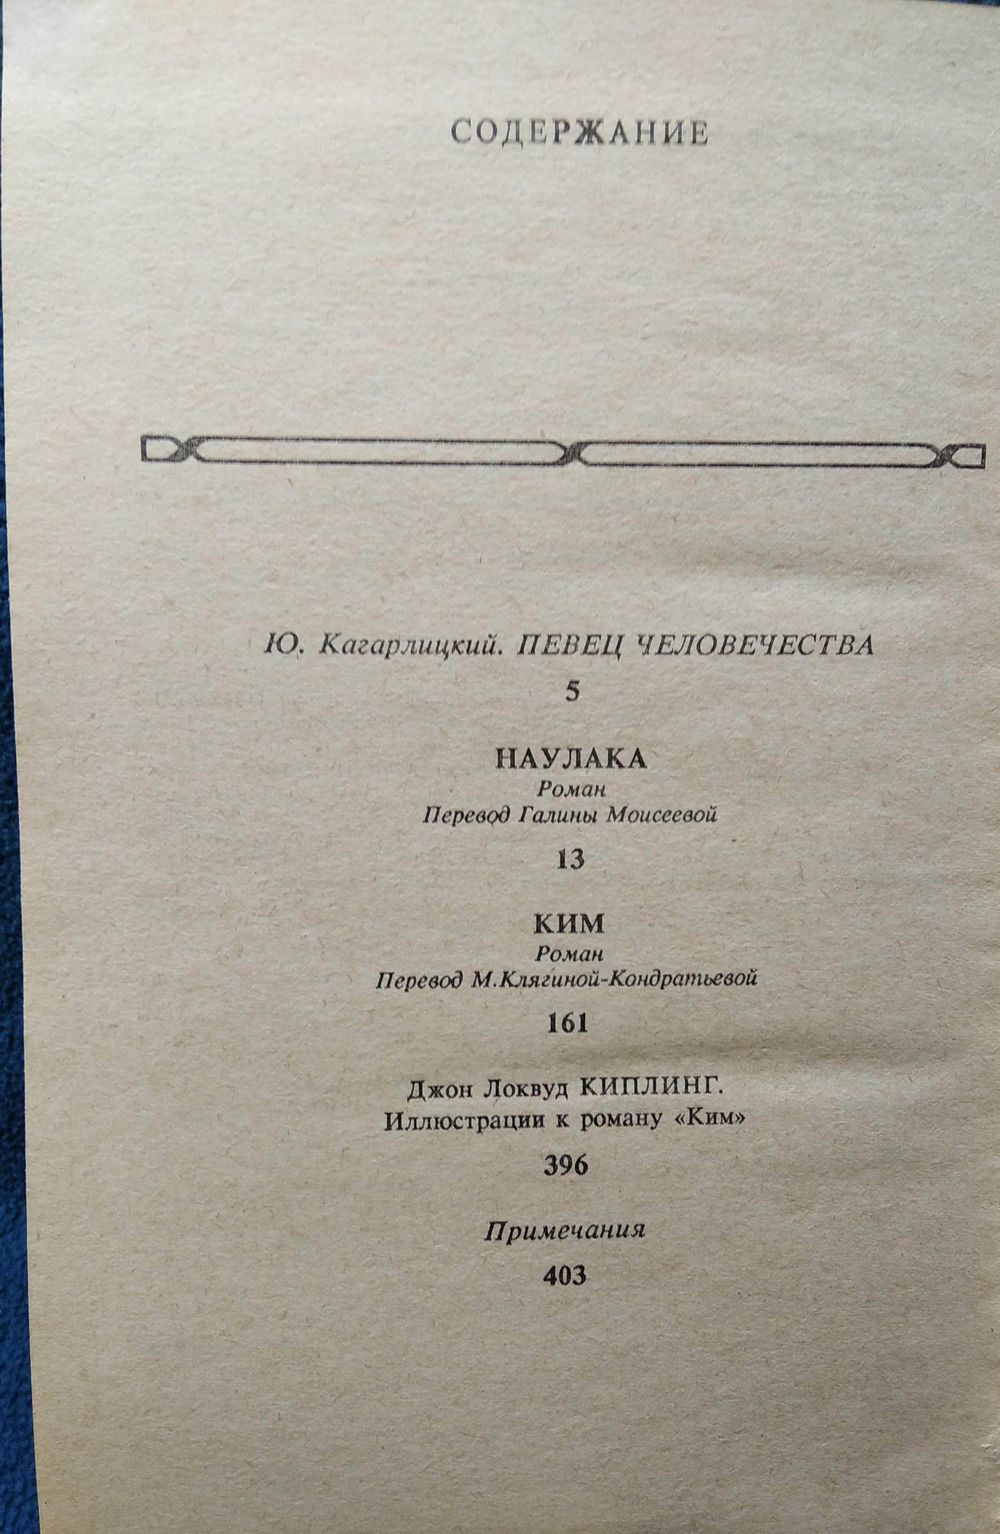 СОДЕРЖАНИЕ
Ю. Кагарлицкий. ПЕВЕЦ ЧЕЛОВЕЧЕСТВА
5
НАУЛАКА
Роман
Перевод Галины Моисеевой
13
КИМ
Роман
Перевод М.Клягиной-Кондратьевой
161
Джон Локвуд КИПЛИНГ.
Иллюстрации к роману «Ким»
396
Примечания
403